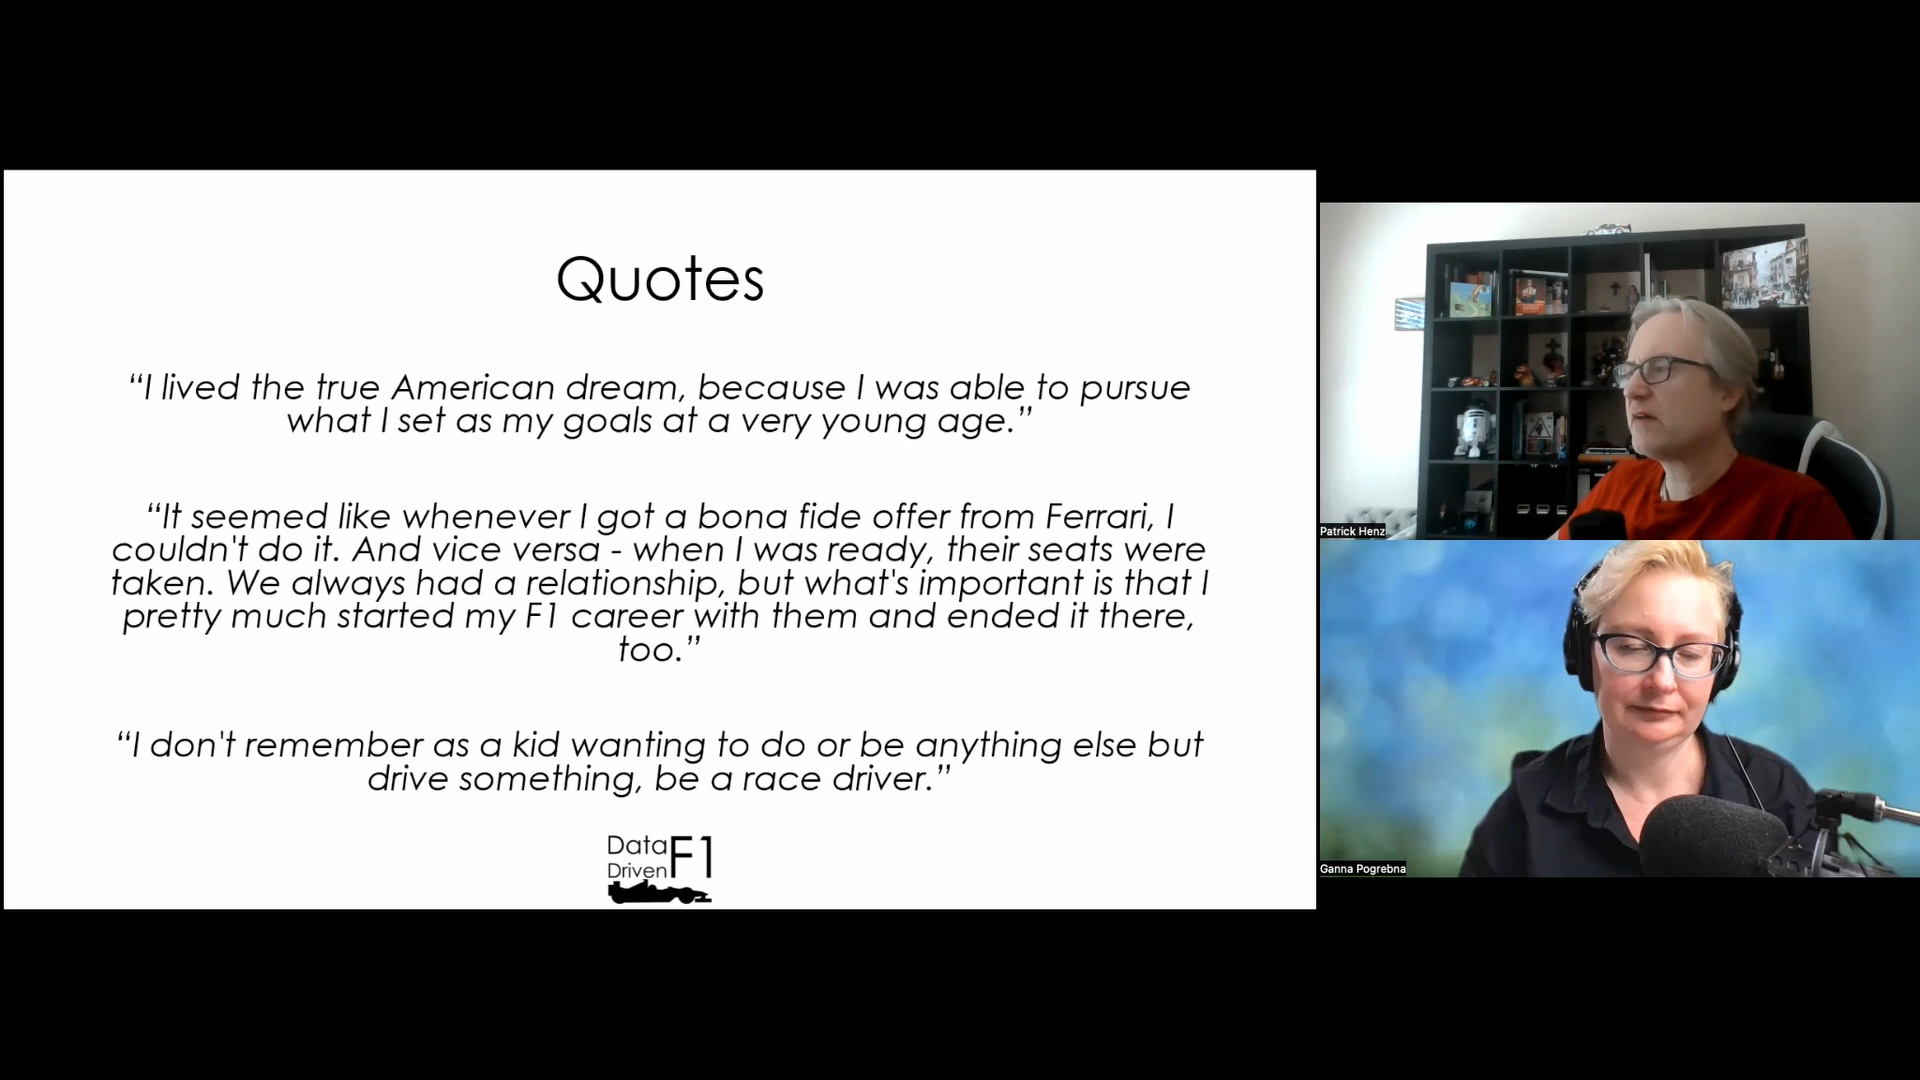 Quotes
“I lived the true American dream, because I was able to pursue
what I set as my goals at a very young age.”
“It seemed like whenever I got a bona fide offer from Ferrari, I
couldn't do it. And vice versa - when I was ready, their seats were
taken. We always had a relationship, but what's important is that I
pretty much started my F1 career with them and ended it there,
too.”
“I don't remember as a kid wanting to do or be anything else but
drive something, be a race driver.”
Data
Driven
F1
Patrick Henz
Ganna Pogrebna